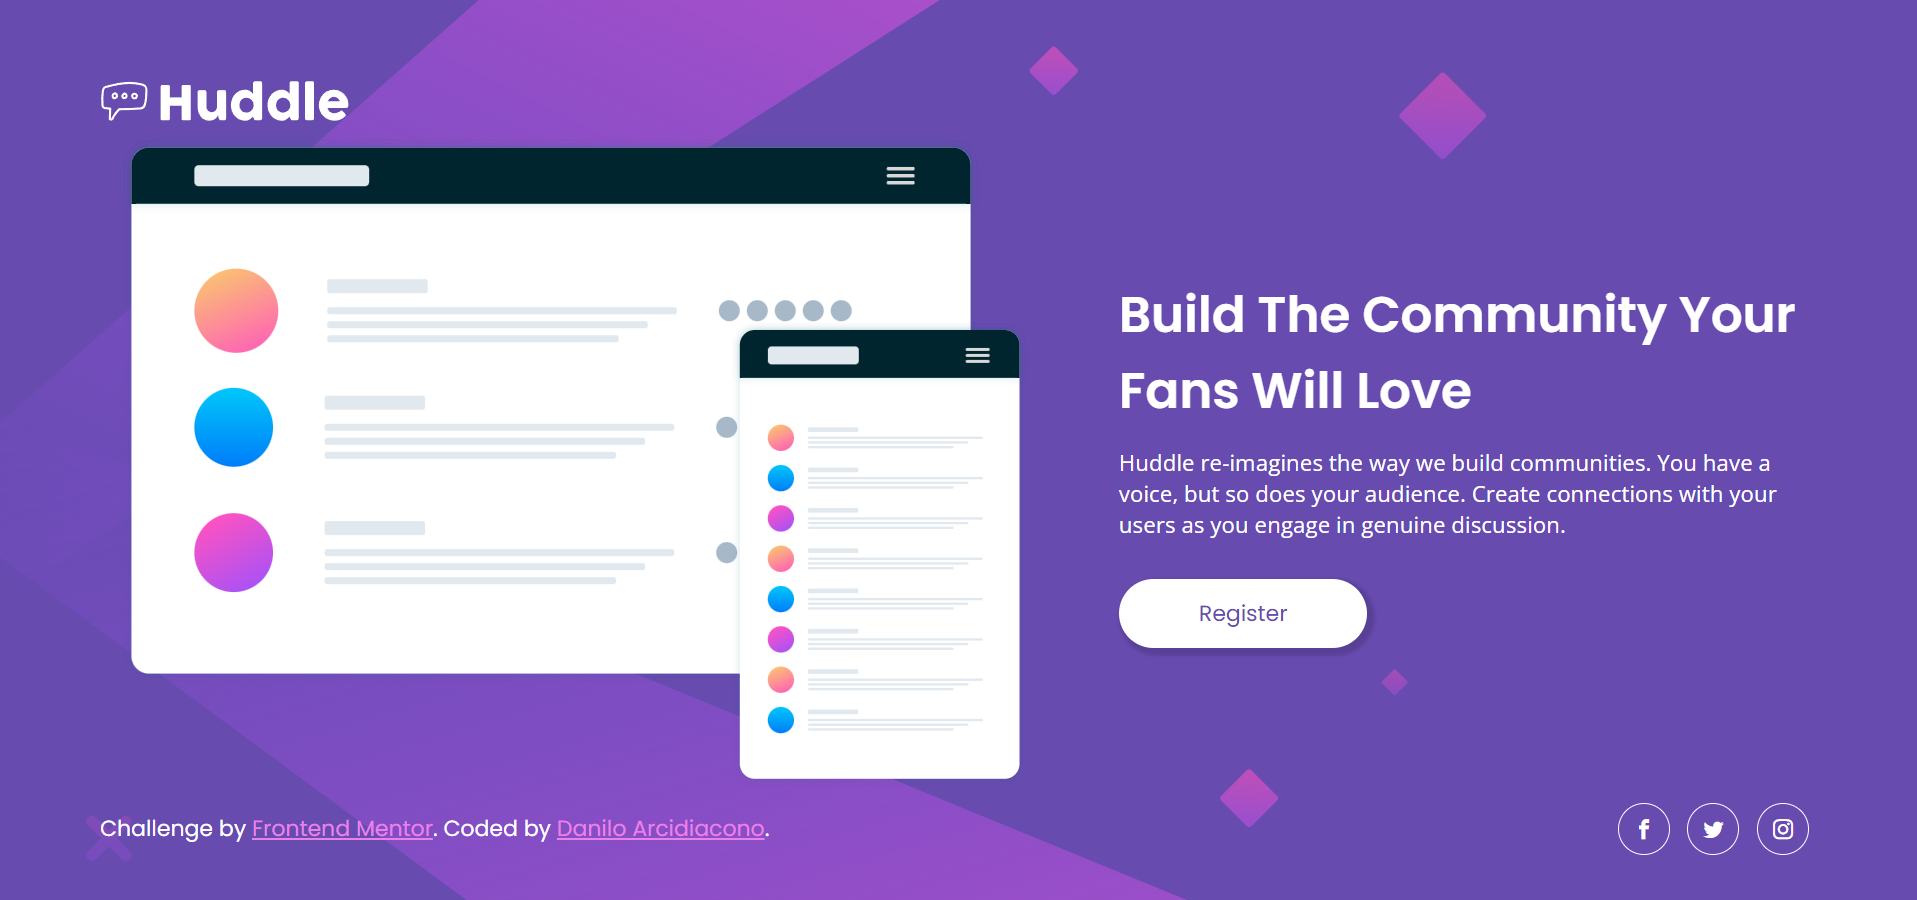 Huddle
Build The Community Your
Fans Will Love
Huddle re-imagines the way we build communities. You have a
voice, but so does your audience. Create connections with your
users as you engage in genuine discussion.
Register
Challenge by Frontend Mentor. Coded by Danilo Arcidiacono.